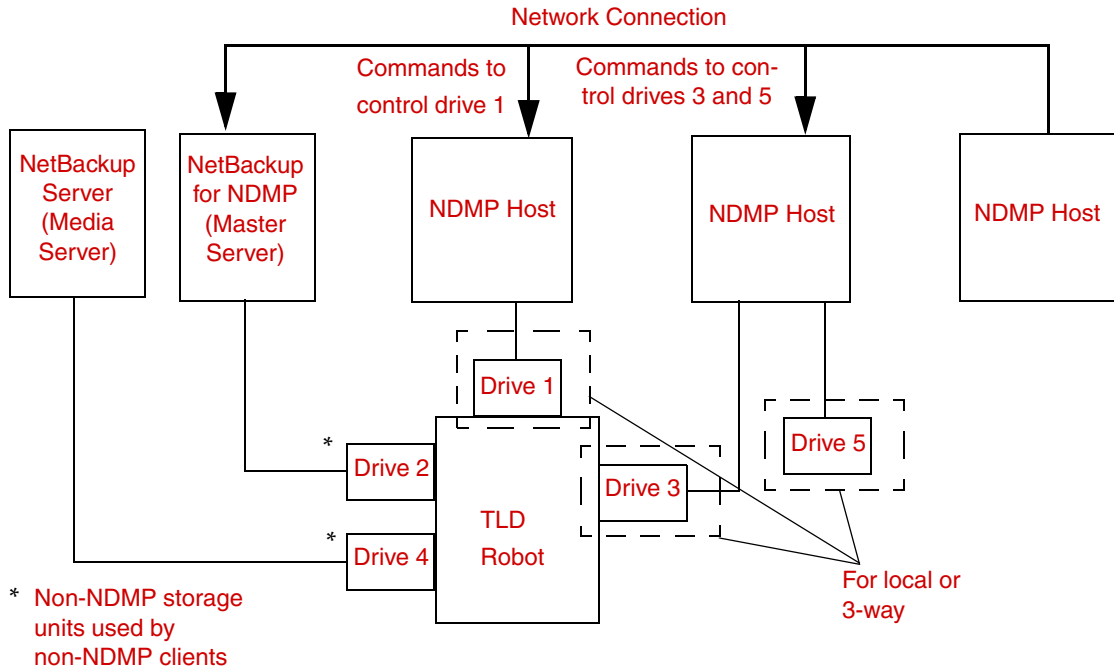 Network Connection
Commands to
control drive 1
Commands to con-
trol drives 3 and 5
NetBackup
Server
(Media
Server)
NetBackup
for NDMP
(Master
Server)
NDMP Host
NDMP Host
NDMP Host
Drive 1
* Drive 2
Drive 3
Drive 5
* Drive 4
TLD
Robot
For local or
3-way
* Non-NDMP storage
units used by
non-NDMP clients